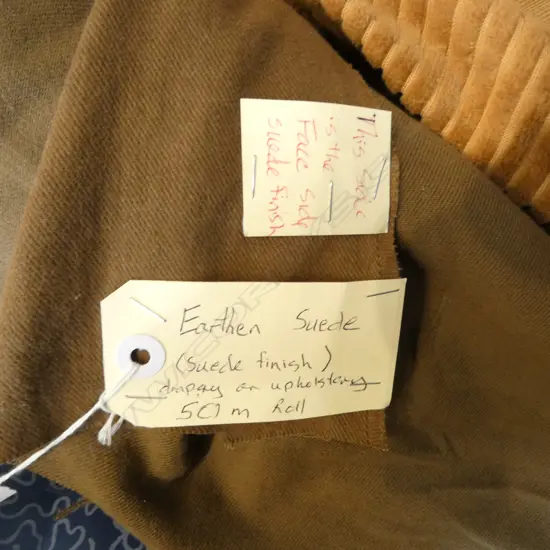 This side
is the
Face side
suede finish
Earthen Suede
(suede finish)
drapery or upholstery
50 m Roll